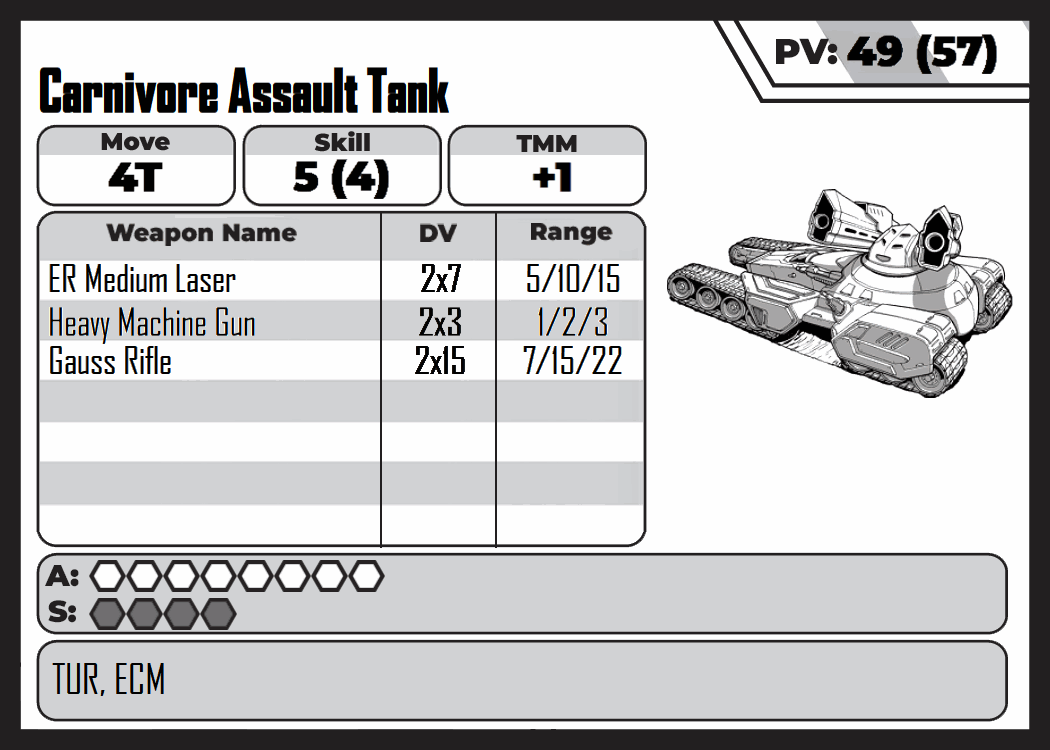 PV: 49 (57)
Carnivore Assault Tank
Move Skill TMM
4T 5 (4) +1
Weapon Name DV Range
ER Medium Laser 2x7 5/10/15
Heavy Machine Gun 2x3 1/2/3
Gauss Rifle 2x15 7/15/22
A:
S:
TUR, ECM